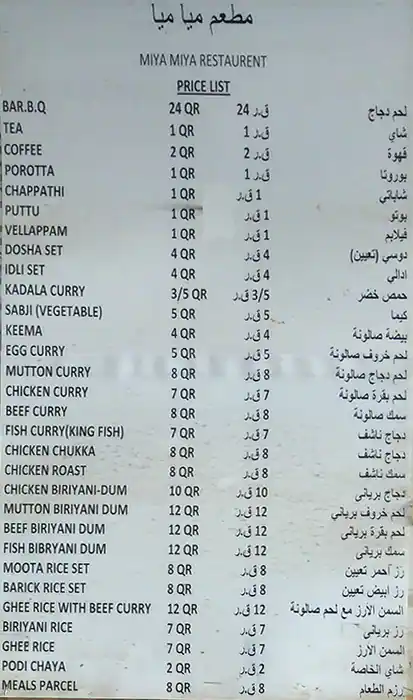 مطعم ميا ميا
MIYA MIYA RESTAURENT
PRICE LIST
BAR.B.Q 24 QR 24 ق.ر لحم دجاج
TEA 1 QR 1 ق.ر شاي
COFFEE 2 QR 2 ق.ر قهوة
POROTTA 1 QR 1 ق.ر بوروتا
CHAPPATHI 1 QR 1 ق.ر شاباتي
PUTTU 1 QR 1 ق.ر بوتو
VELLAPPAM 1 QR 1 ق.ر فيلابم
DOSHA SET 4 QR 4 ق.ر دوسي (تعيين)
IDLI SET 4 QR 4 ق.ر ادالي
KADALA CURRY 3/5 QR 3/5 ق.ر حمص خضر
SABJI (VEGETABLE) 5 QR 5 ق.ر كيما
KEEMA 4 QR 4 ق.ر بيضة صالونة
EGG CURRY 5 QR 5 ق.ر لحم خروف صالونة
MUTTON CURRY 8 QR 8 ق.ر لحم دجاج صالونة
CHICKEN CURRY 7 QR 7 ق.ر لحم بقرة صالونة
BEEF CURRY 8 QR 8 ق.ر سمك صالونة
FISH CURRY(KING FISH) 7 QR 7 ق.ر دجاج ناشف
CHICKEN CHUKKA 8 QR 8 ق.ر دجاج ناشف
CHICKEN ROAST 8 QR 8 ق.ر سمك ناشف
CHICKEN BIRIYANI-DUM 10 QR 10 ق.ر دجاج برياني
MUTTON BIRIYANI DUM 12 QR 12 ق.ر لحم خروف برياني
BEEF BIRIYANI DUM 12 QR 12 ق.ر لحم بقرة برياني
FISH BIBRYANI DUM 12 QR 12 ق.ر سمك برياني
MOOTA RICE SET 8 QR 8 ق.ر رز احمر تعيين
BARICK RICE SET 8 QR 8 ق.ر رز ابيض تعيين
GHEE RICE WITH BEEF CURRY 12 QR 12 ق.ر السمن الارز مع لحم صالونة
BIRIYANI RICE 7 QR 7 ق.ر رز برياني
GHEE RICE 7 QR 7 ق.ر السمن الارز
PODI CHAYA 2 QR 2 ق.ر شاي الخاصة
MEALS PARCEL 8 QR 8 ق.ر رزم الطعام